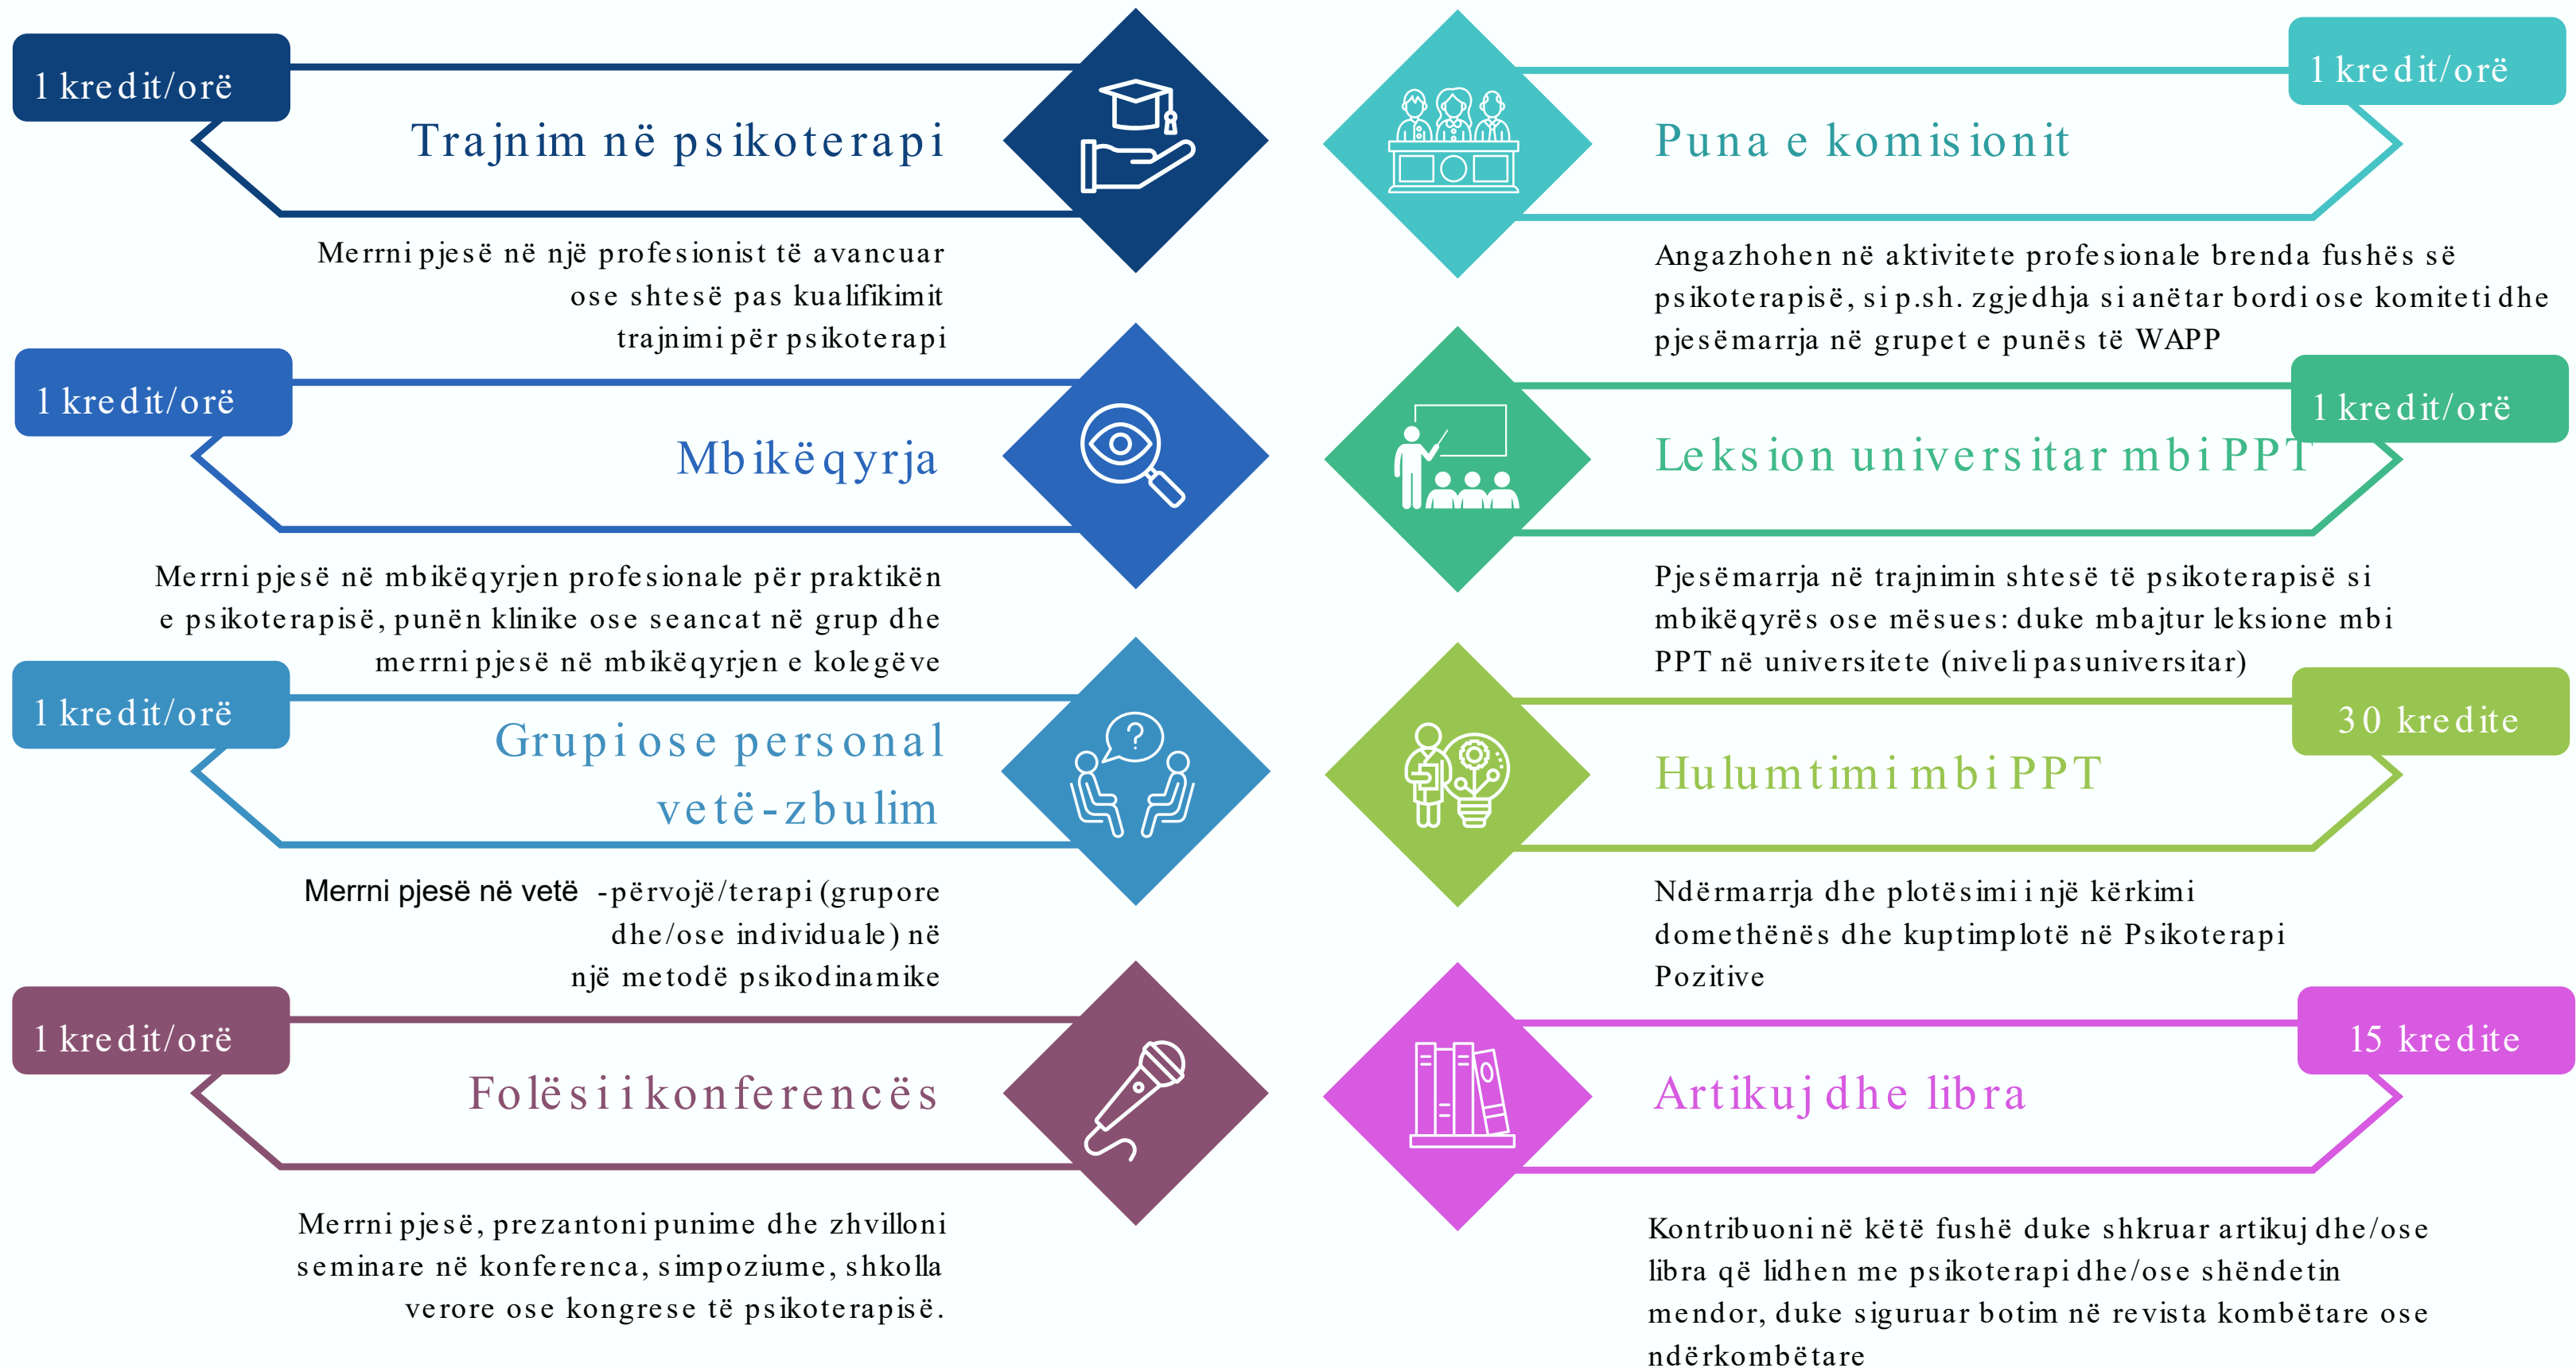 1 kredit/orë
Trajnim në psikoterapi
Merrni pjesë në një profesionist të avancuar
ose shtesë pas kualifikimit
trajnimi për psikoterapi
1 kredit/orë
Mbikëqyrja
Merrni pjesë në mbikëqyrjen profesionale për praktikën
e psikoterapisë, punën klinike ose seancat në grup dhe
merrni pjesë në mbikëqyrjen e kolegëve
1 kredit/orë
Grupi ose personal
vetë-zbulim
Merrni pjesë në vetë -përvojë/terapi (grupore
dhe/ose individuale) në
një metodë psikodinamike
1 kredit/orë
Folësi i konferencës
Merrni pjesë, prezantoni punime dhe zhvilloni
seminare në konferenca, simpoziume, shkolla
verore ose kongrese të psikoterapisë.
1 kredit/orë
Puna e komisionit
Angazhohen në aktivitete profesionale brenda fushës së
psikoterapisë, si p.sh. zgjedhja si anëtar bordi ose komiteti dhe
pjesëmarrja në grupet e punës të WAPP
1 kredit/orë
Leksion universitar mbi PPT
Pjesëmarrja në trajnimin shtesë të psikoterapisë si
mbikëqyrës ose mësues: duke mbajtur leksione mbi
PPT në universitete (niveli pasuniversitar)
30 kredite
Hulumtimi mbi PPT
Ndërmarrja dhe plotësimi i një kërkimi
domethënës dhe kuptimplotë në Psikoterapi
Pozitive
15 kredite
Artikuj dhe libra
Kontribuoni në këtë fushë duke shkruar artikuj dhe/ose
libra që lidhen me psikoterapi dhe/ose shëndetin
mendor, duke siguruar botim në revista kombëtare ose
ndërkombëtare